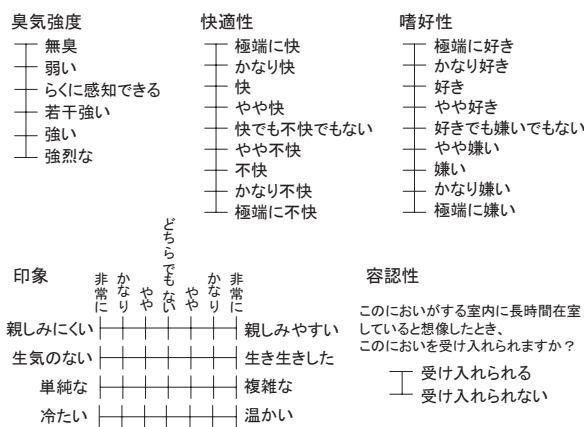 臭気強度
無臭
弱い
らくに感知できる
若干強い
強い
強烈な
快適性
極端に快
かなり快
快
やや快
快でも不快でもない
やや不快
不快
かなり不快
極端に不快
嗜好性
極端に好き
かなり好き
好き
やや好き
好きでも嫌いでもない
やや嫌い
嫌い
かなり嫌い
極端に嫌い
印象
非常に
かなり
やや
どちらでもない
やや
かなり
非常に
親しみにくい 親しみやすい
生気のない 生き生きした
単純な 複雑な
冷たい 温かい
容認性
このにおいがする室内に長時間在室
していると想像したとき、
このにおいを受け入れられますか？
受け入れられる
受け入れられない